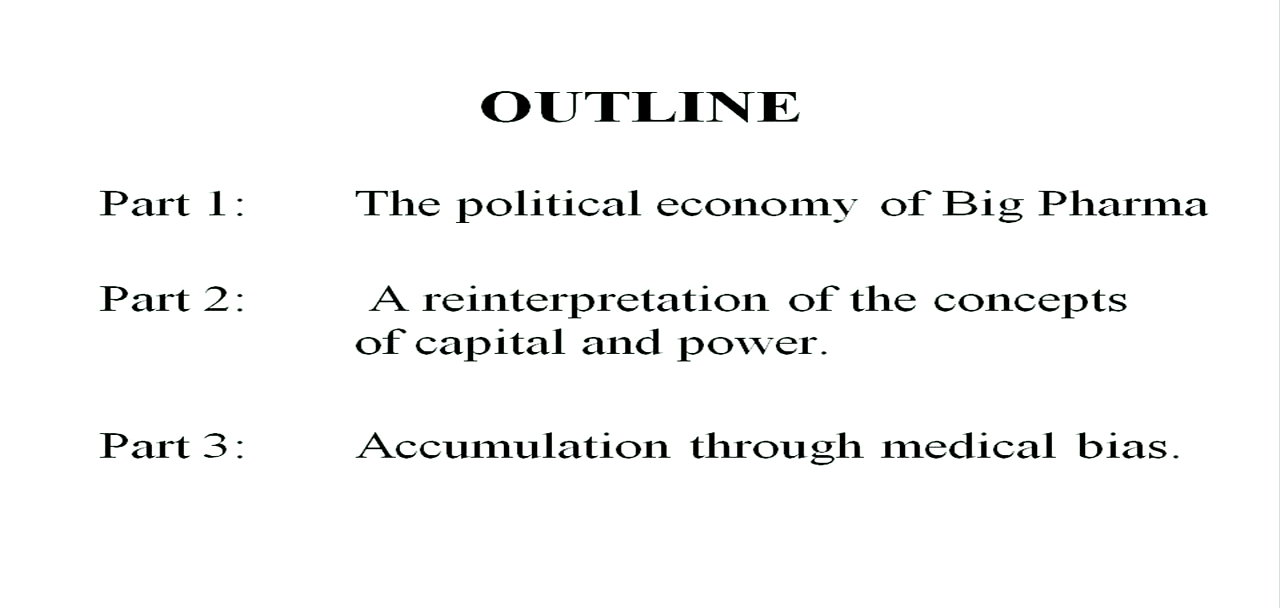 OUTLINE
Part 1: The political economy of Big Pharma
Part 2: A reinterpretation of the concepts
of capital and power.
Part 3: Accumulation through medical bias.